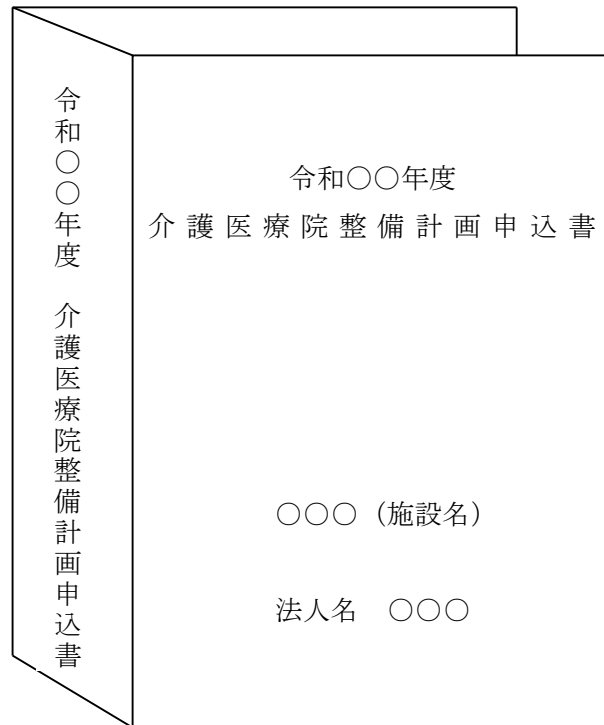 令和〇〇年度　介護医療院整備計画申込書
令和〇〇年度
介護医療院整備計画申込書
〇〇〇（施設名）
法人名　〇〇〇